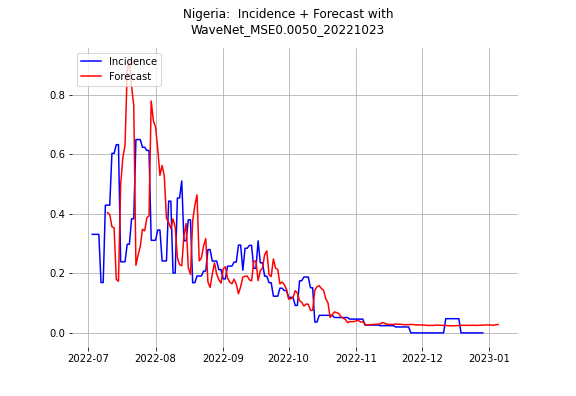 Nigeria:  Incidence + Forecast with
WaveNet_MSE0.0050_20221023
Incidence
Forecast
0.8
0.6
0.4
0.2
0.0
2022-07 2022-08 2022-09 2022-10 2022-11 2022-12 2023-01